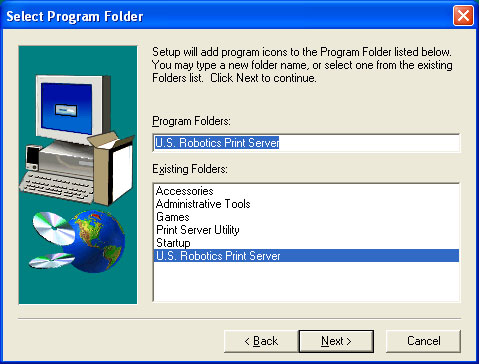 Select Program Folder
Setup will add program icons to the Program Folder listed below.
You may type a new folder name, or select one from the existing
Folders list.  Click Next to continue.
Program Folders:
U.S. Robotics Print Server
Existing Folders:
Accessories
Administrative Tools
Games
Print Server Utility
Startup
U.S. Robotics Print Server
< Back
Next >
Cancel